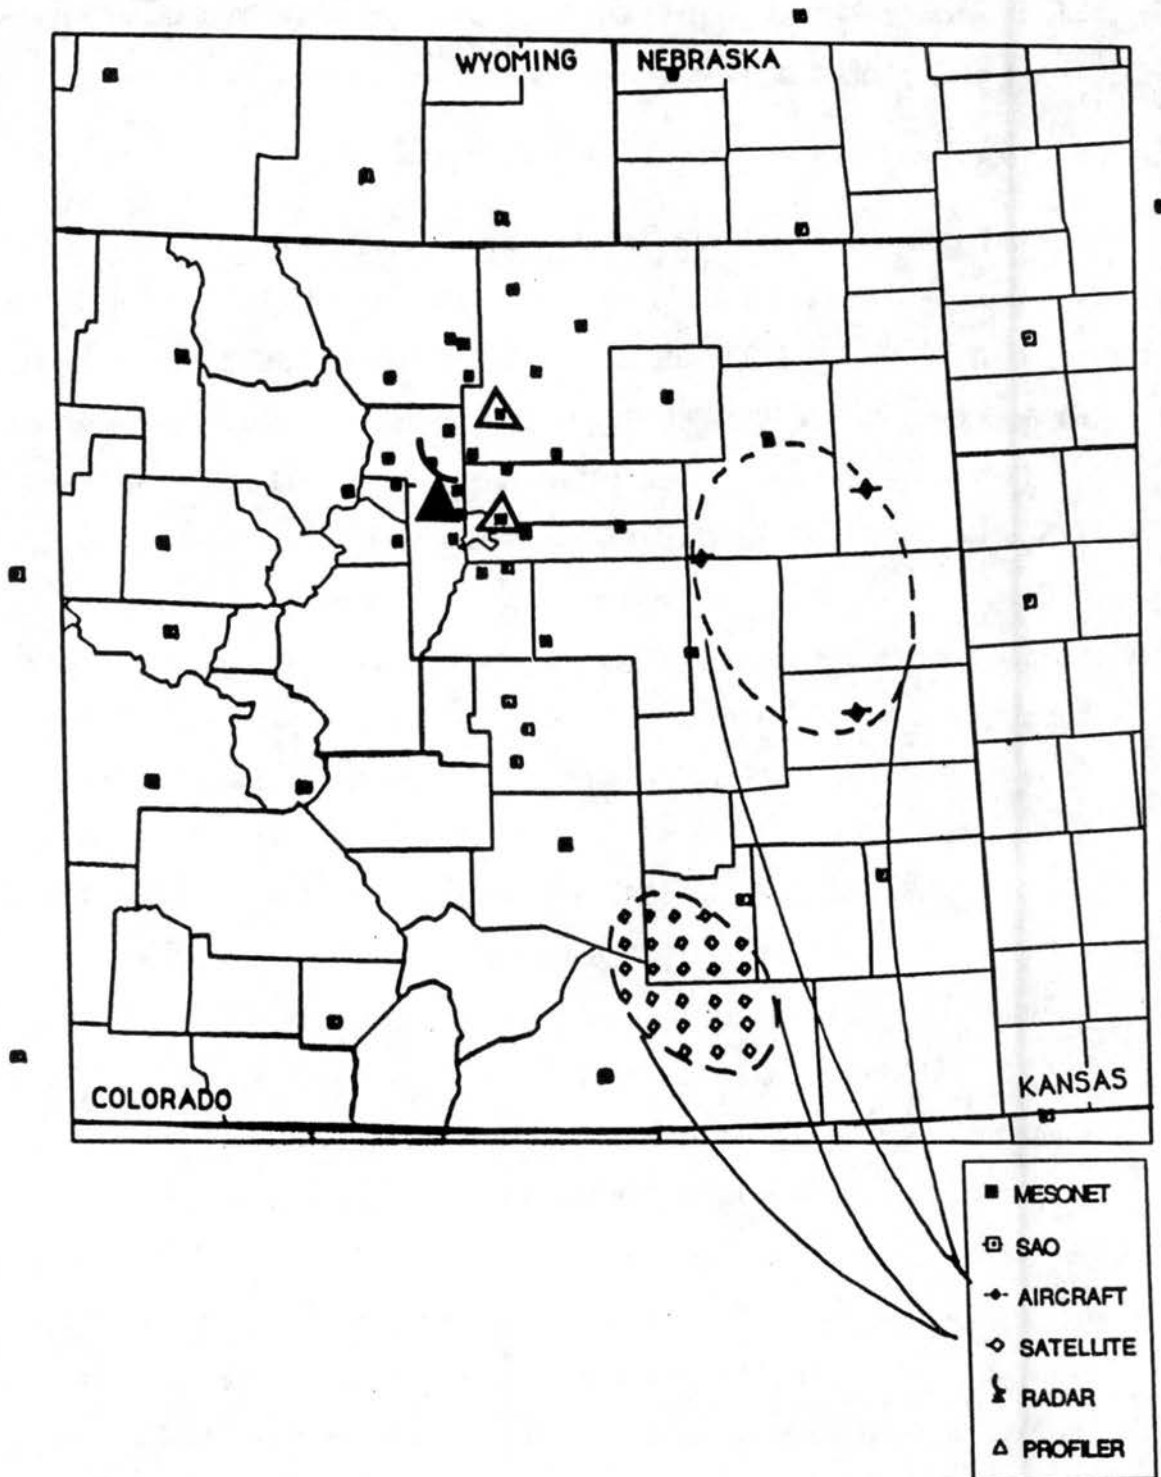 WYOMING NEBRASKA
COLORADO
KANSAS
MESONET
SAO
AIRCRAFT
SATELLITE
RADAR
PROFILER